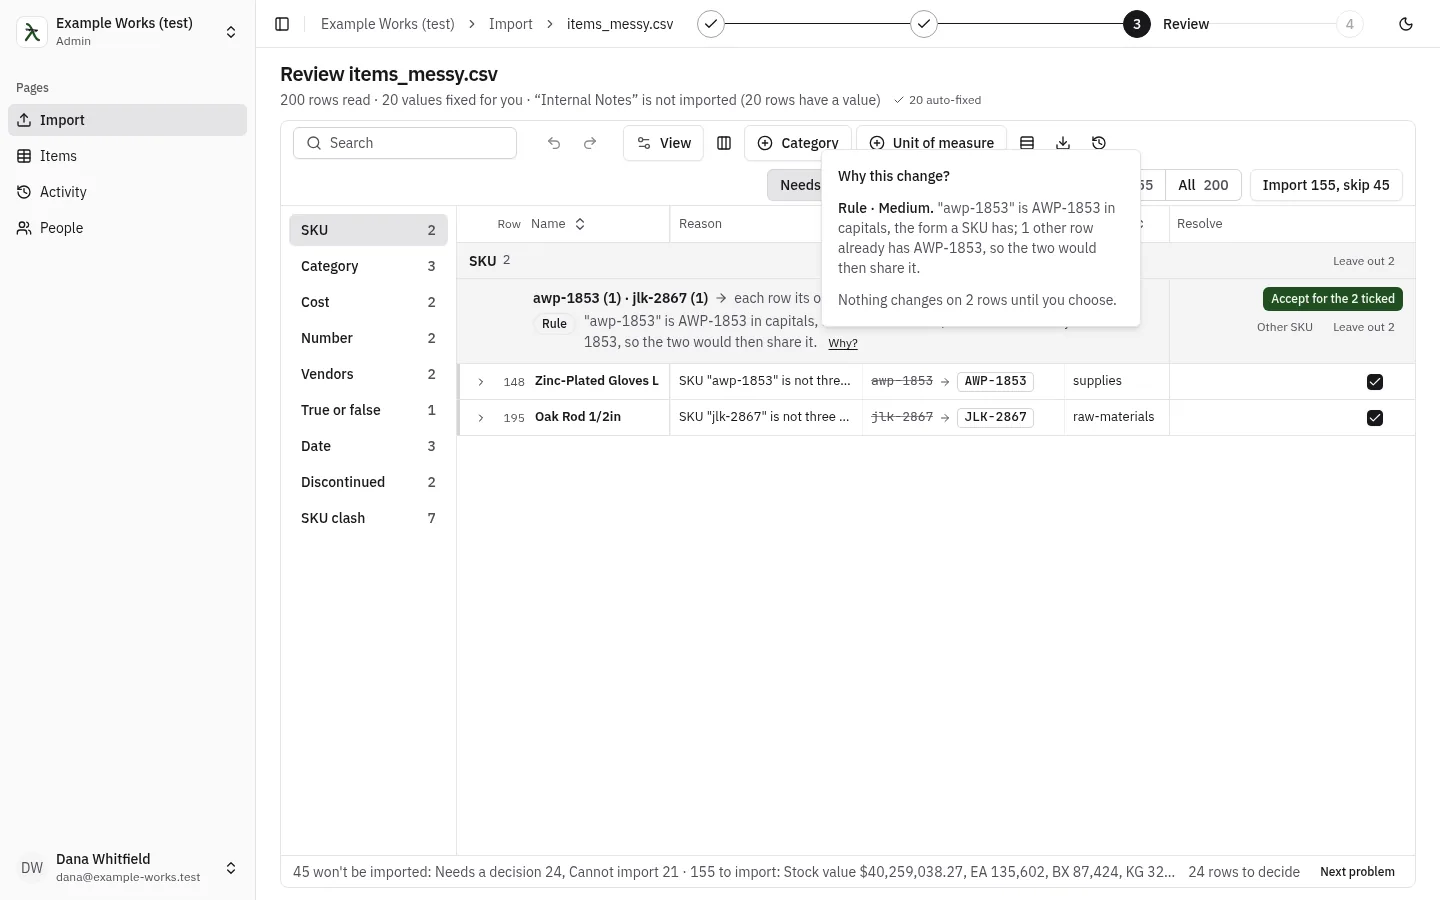 Example Works (test)
Admin
Pages
Import
Items
Activity
People
DW
Dana Whitfield
dana@example-works.test
Example Works (test)
Import
items_messy.csv
3
Review
4
Review items_messy.csv
200 rows read · 20 values fixed for you · “Internal Notes” is not imported (20 rows have a value)
20 auto-fixed
Search
View
Category
Unit of measure
Needs
55
All 200
Import 155, skip 45
Why this change?
Rule · Medium. "awp-1853" is AWP-1853 in
capitals, the form a SKU has; 1 other row
already has AWP-1853, so the two would
then share it.
Nothing changes on 2 rows until you choose.
SKU 2
Category 3
Cost 2
Number 2
Vendors 2
True or false 1
Date 3
Discontinued 2
SKU clash 7
Row Name Reason Resolve
SKU 2
Leave out 2
awp-1853 (1) · jlk-2867 (1) → each row its o
Accept for the 2 ticked
Rule
"awp-1853" is AWP-1853 in capitals,
1853, so the two would then share it. Why?
Other SKU
Leave out 2
148 Zinc-Plated Gloves L SKU "awp-1853" is not thre... awp-1853 → AWP-1853 supplies
195 Oak Rod 1/2in SKU "jlk-2867" is not three ... jlk-2867 → JLK-2867 raw-materials
45 won't be imported: Needs a decision 24, Cannot import 21 · 155 to import: Stock value $40,259,038.27, EA 135,602, BX 87,424, KG 32...
24 rows to decide
Next problem